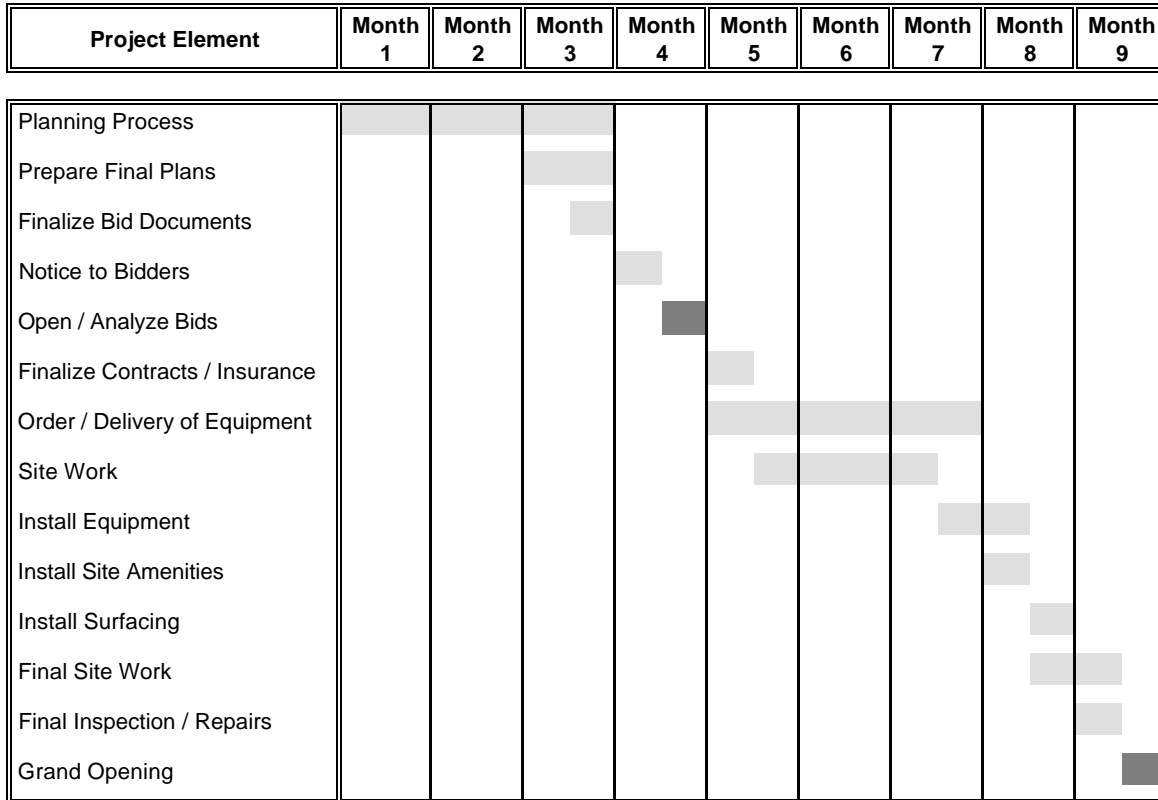 Project Element Month Month Month Month Month Month Month Month Month
1 2 3 4 5 6 7 8 9
Planning Process
Prepare Final Plans
Finalize Bid Documents
Notice to Bidders
Open / Analyze Bids
Finalize Contracts / Insurance
Order / Delivery of Equipment
Site Work
Install Equipment
Install Site Amenities
Install Surfacing
Final Site Work
Final Inspection / Repairs
Grand Opening